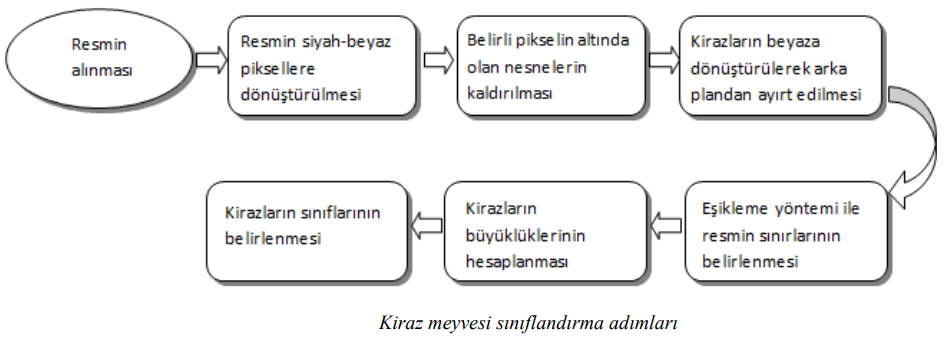 Resmin
alınması
Resmin siyah-beyaz
piksellere
dönüştürülmesi
Belirli pikselin altında
olan nesnelerin
kaldırılması
Kirazların beyaza
dönüştürülerek arka
plandan ayırt edilmesi
Eşikleme yöntemi ile
resmin sınırlarının
belirlenmesi
Kirazların
büyüklüklerinin
hesaplanması
Kirazların sınıflarının
belirlenmesi
Kiraz meyvesi sınıflandırma adımları